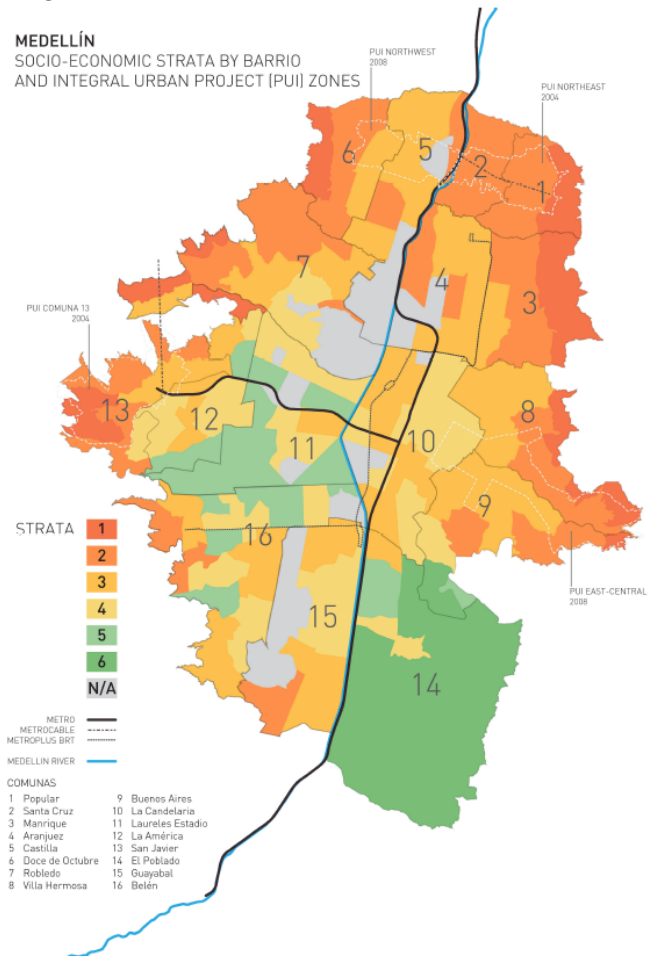 MEDELLÍN
SOCIO-ECONOMIC STRATA BY BARRIO
AND INTEGRAL URBAN PROJECT (PUI) ZONES
PUI NORTHWEST
2008
PUI NORTHEAST
2004
6
5
2
1
7
4
3
PUI COMUNA 13
2004
13
12
11
10
8
9
16
15
14
PUI EAST-CENTRAL
2008
STRATA
1
2
3
4
5
6
N/A
METRO
METROCABLE
METROPLUS BRT
MEDELLIN RIVER
COMUNAS
1 Popular
2 Santa Cruz
3 Manrique
4 Aranjuez
5 Castilla
6 Doce de Octubre
7 Robledo
8 Villa Hermosa
9 Buenos Aires
10 La Candelaria
11 Laureles Estadio
12 La América
13 San Javier
14 El Poblado
15 Guayabal
16 Belén